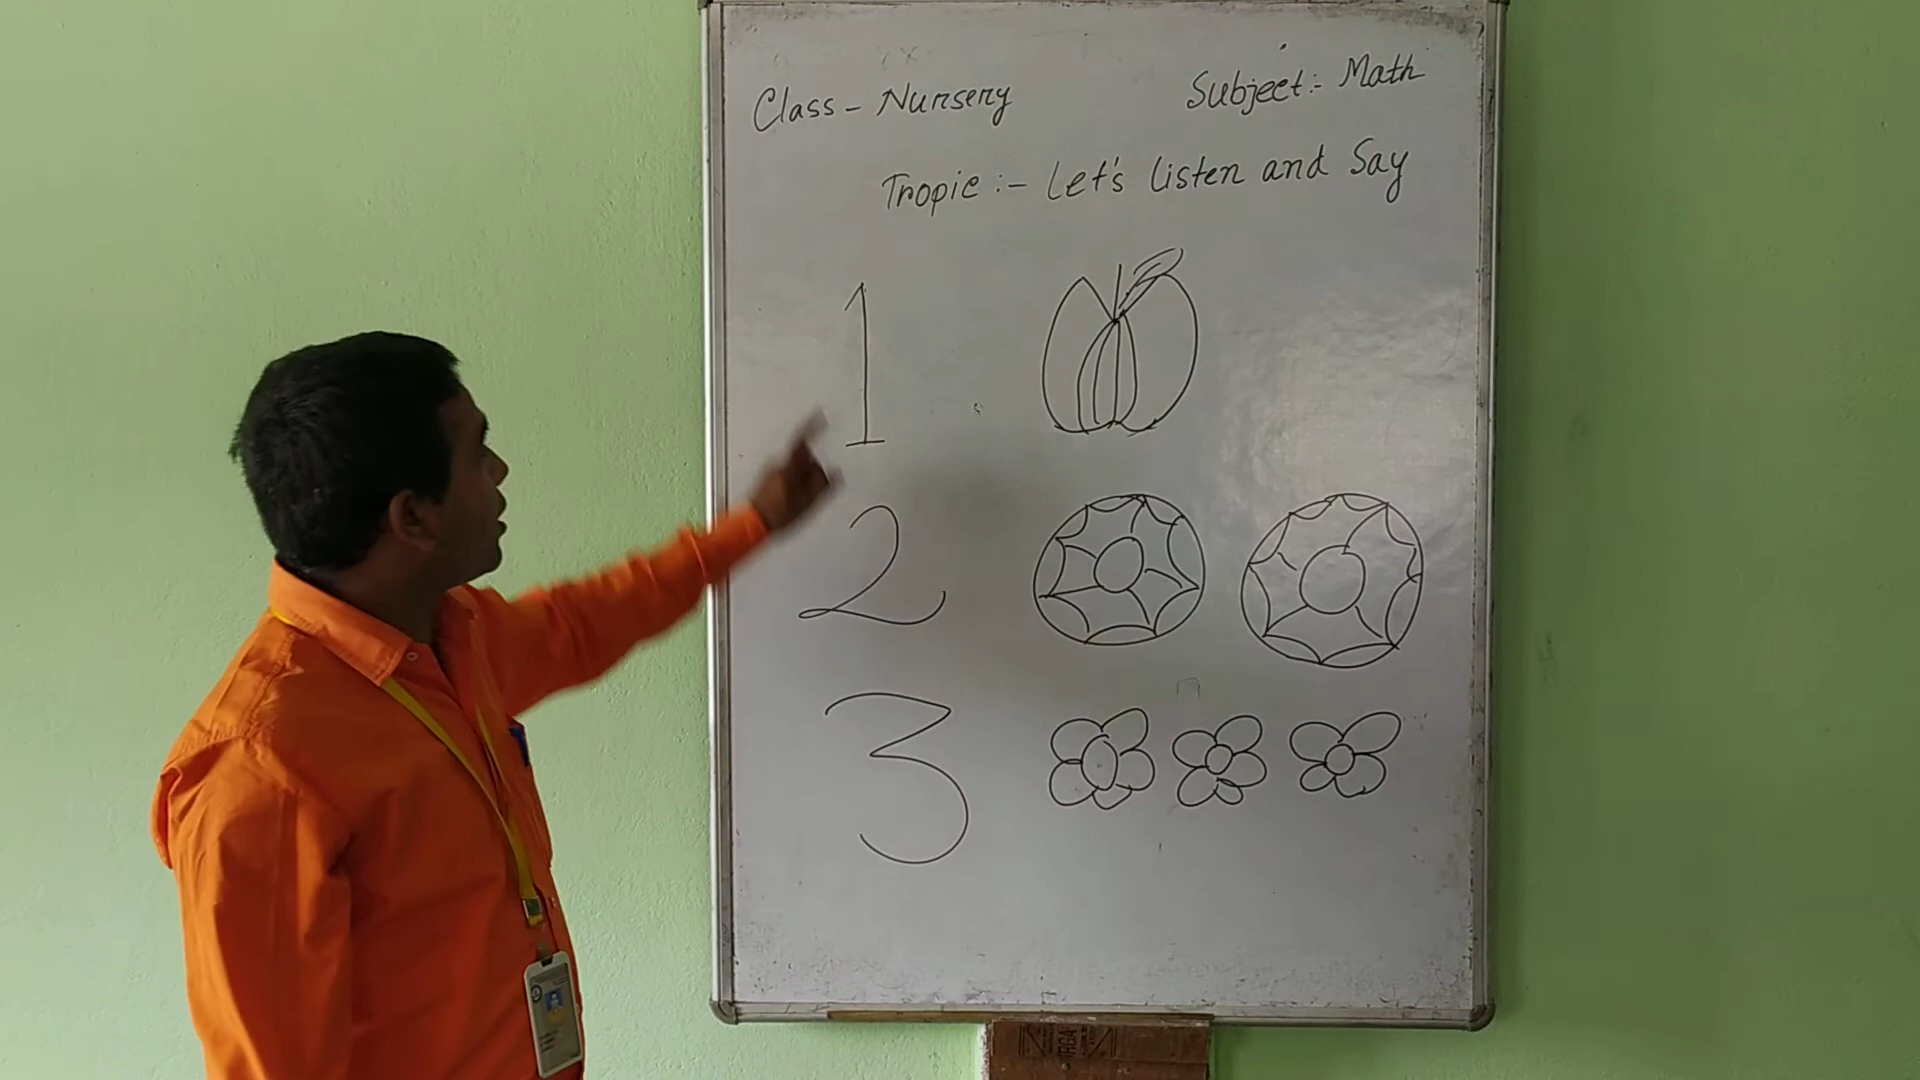 Class - Nursery
Subject:- Math
Tropic :- Let's Listen and Say
1
2
3